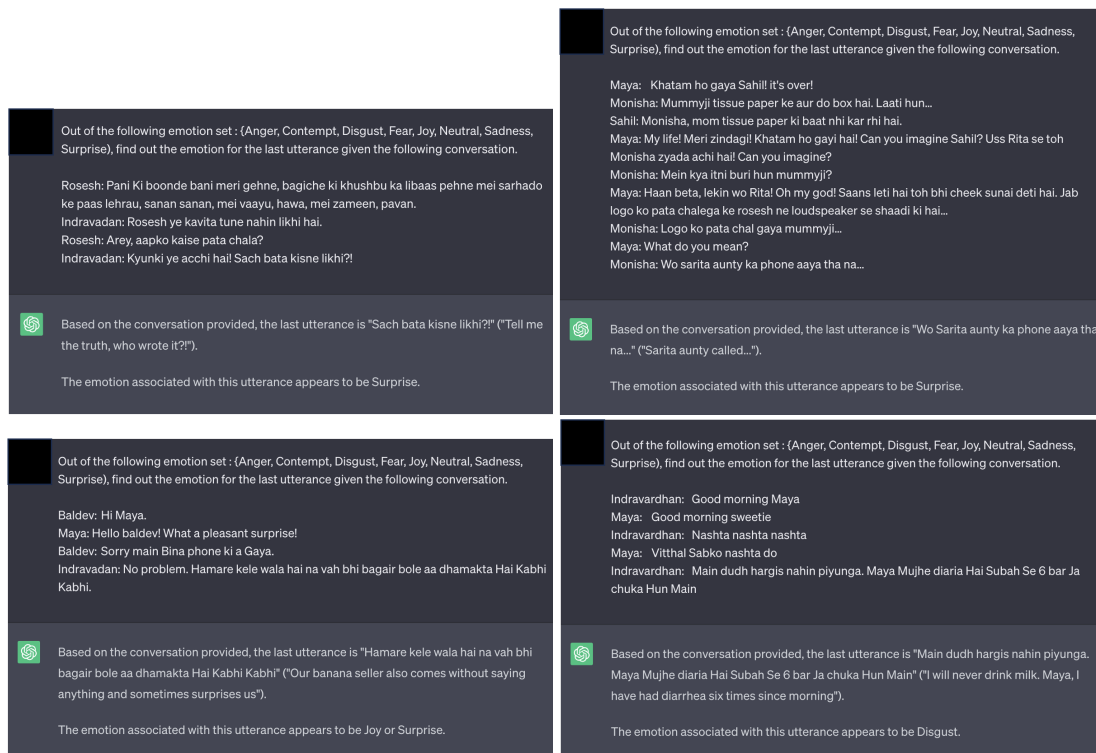 Out of the following emotion set : {Anger, Contempt, Disgust, Fear, Joy, Neutral, Sadness,
Surprise), find out the emotion for the last utterance given the following conversation.
Rosesh: Pani Ki boonde bani meri gehne, bagiche ki khushbu ka libaas pehne mei sarhado
ke paas lehrau, sanan sanan, mei vaayu, hawa, mei zameen, pavan.
Indravadan: Rosesh ye kavita tune nahin likhi hai.
Rosesh: Arey, aapko kaise pata chala?
Indravadan: Kyunki ye acchi hai! Sach bata kisne likhi?!
Based on the conversation provided, the last utterance is "Sach bata kisne likhi?!" ("Tell me
the truth, who wrote it?!").
The emotion associated with this utterance appears to be Surprise.
Out of the following emotion set : {Anger, Contempt, Disgust, Fear, Joy, Neutral, Sadness,
Surprise), find out the emotion for the last utterance given the following conversation.
Maya: Khatam ho gaya Sahil! it's over!
Monisha: Mummyji tissue paper ke aur do box hai. Laati hun...
Sahil: Monisha, mom tissue paper ki baat nhi kar rhi hai.
Maya: My life! Meri zindagi! Khatam ho gayi hai! Can you imagine Sahil? Uss Rita se toh
Monisha zyada achi hai! Can you imagine?
Monisha: Mein kya itni buri hun mummyji?
Maya: Haan beta, lekin wo Rita! Oh my god! Saans leti hai toh bhi cheek sunai deti hai. Jab
logo ko pata chalega ke rosesh ne loudspeaker se shaadi ki hai...
Monisha: Logo ko pata chal gaya mummyji...
Maya: What do you mean?
Monisha: Wo sarita aunty ka phone aaya tha na...
Based on the conversation provided, the last utterance is "Wo Sarita aunty ka phone aaya tha
na..." ("Sarita aunty called...").
The emotion associated with this utterance appears to be Surprise.
Out of the following emotion set : {Anger, Contempt, Disgust, Fear, Joy, Neutral, Sadness,
Surprise), find out the emotion for the last utterance given the following conversation.
Baldev: Hi Maya.
Maya: Hello baldev! What a pleasant surprise!
Baldev: Sorry main Bina phone ki a Gaya.
Indravadan: No problem. Hamare kele wala hai na vah bhi bagair bole aa dhamakta Hai Kabhi
Kabhi.
Based on the conversation provided, the last utterance is "Hamare kele wala hai na vah bhi
bagair bole aa dhamakta Hai Kabhi Kabhi" ("Our banana seller also comes without saying
anything and sometimes surprises us").
The emotion associated with this utterance appears to be Joy or Surprise.
Out of the following emotion set : {Anger, Contempt, Disgust, Fear, Joy, Neutral, Sadness,
Surprise), find out the emotion for the last utterance given the following conversation.
Indravardhan: Good morning Maya
Maya: Good morning sweetie
Indravardhan: Nashta nashta nashta
Maya: Vitthal Sabko nashta do
Indravardhan: Main dudh hargis nahin piyunga. Maya Mujhe diaria Hai Subah Se 6 bar Ja
chuka Hun Main
Based on the conversation provided, the last utterance is "Main dudh hargis nahin piyunga.
Maya Mujhe diaria Hai Subah Se 6 bar Ja chuka Hun Main" ("I will never drink milk. Maya, I
have had diarrhea six times since morning").
The emotion associated with this utterance appears to be Disgust.